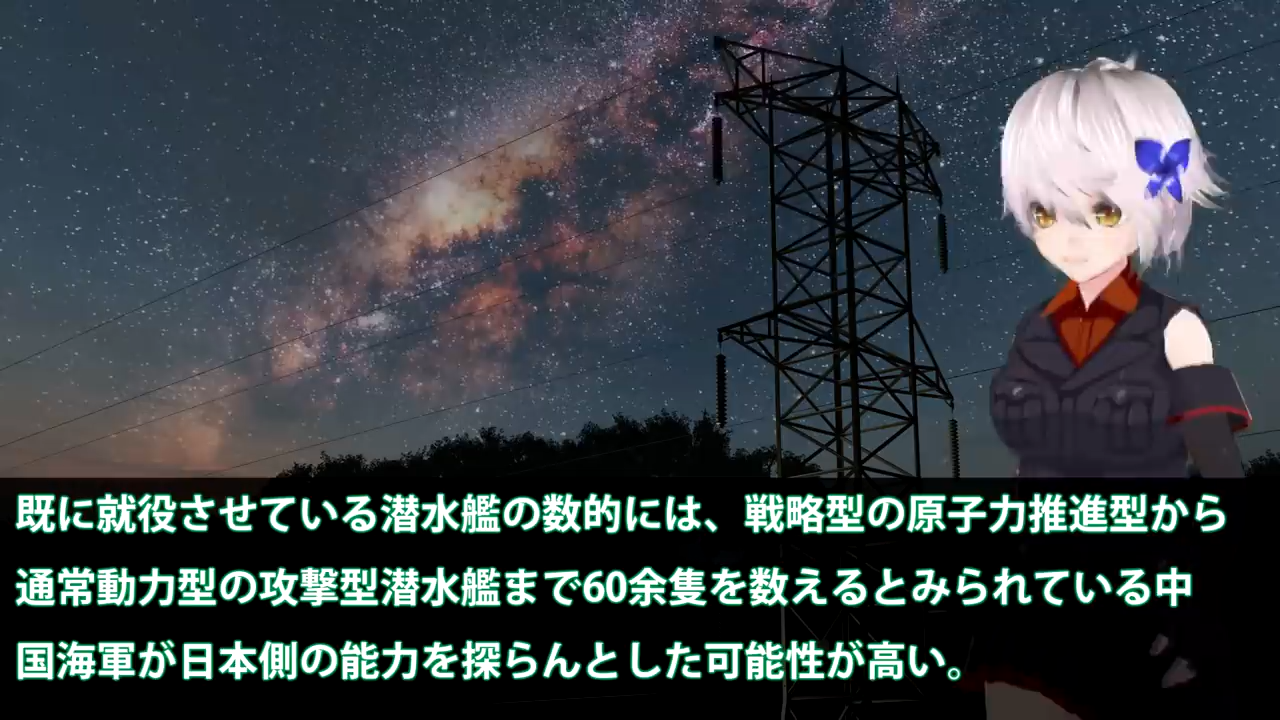 既に就役させている潜水艦の数的には、戦略型の原子力推進型から
通常動力型の攻撃型潜水艦まで60余隻を数えるとみられている中
国海軍が日本側の能力を探らんとした可能性が高い。